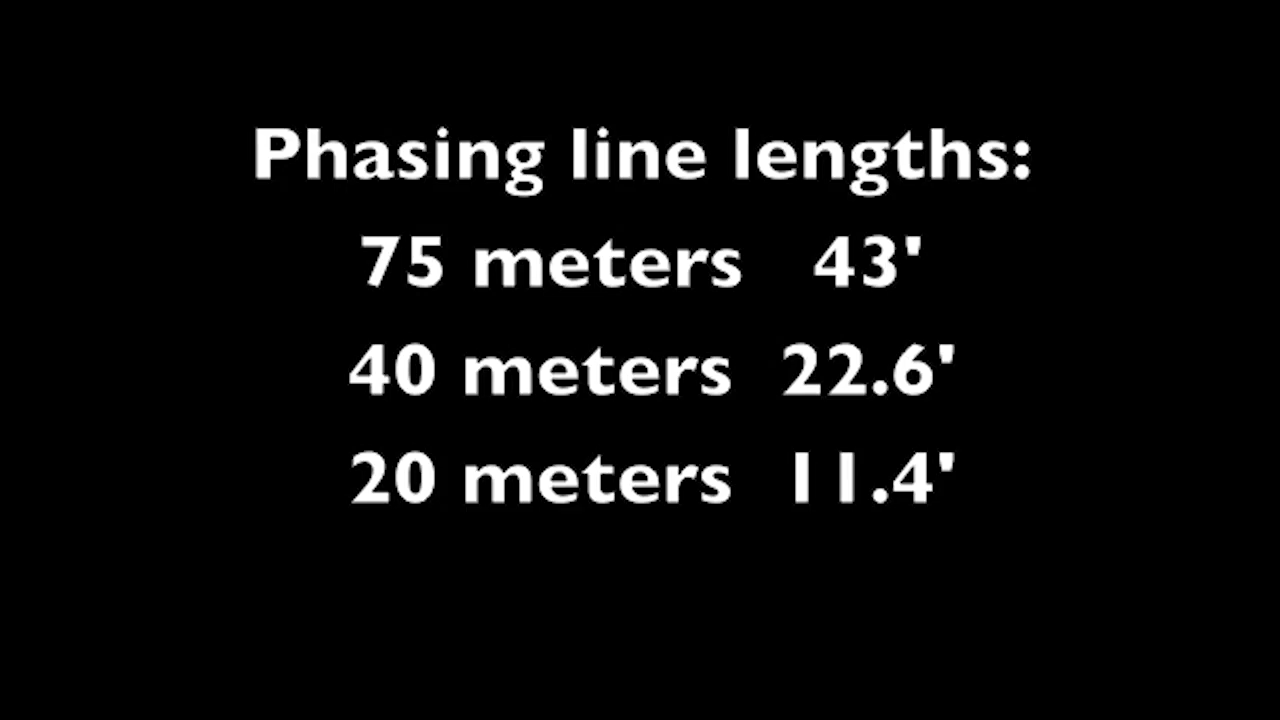 Phasing line lengths:
75 meters 43'
40 meters 22.6'
20 meters 11.4'